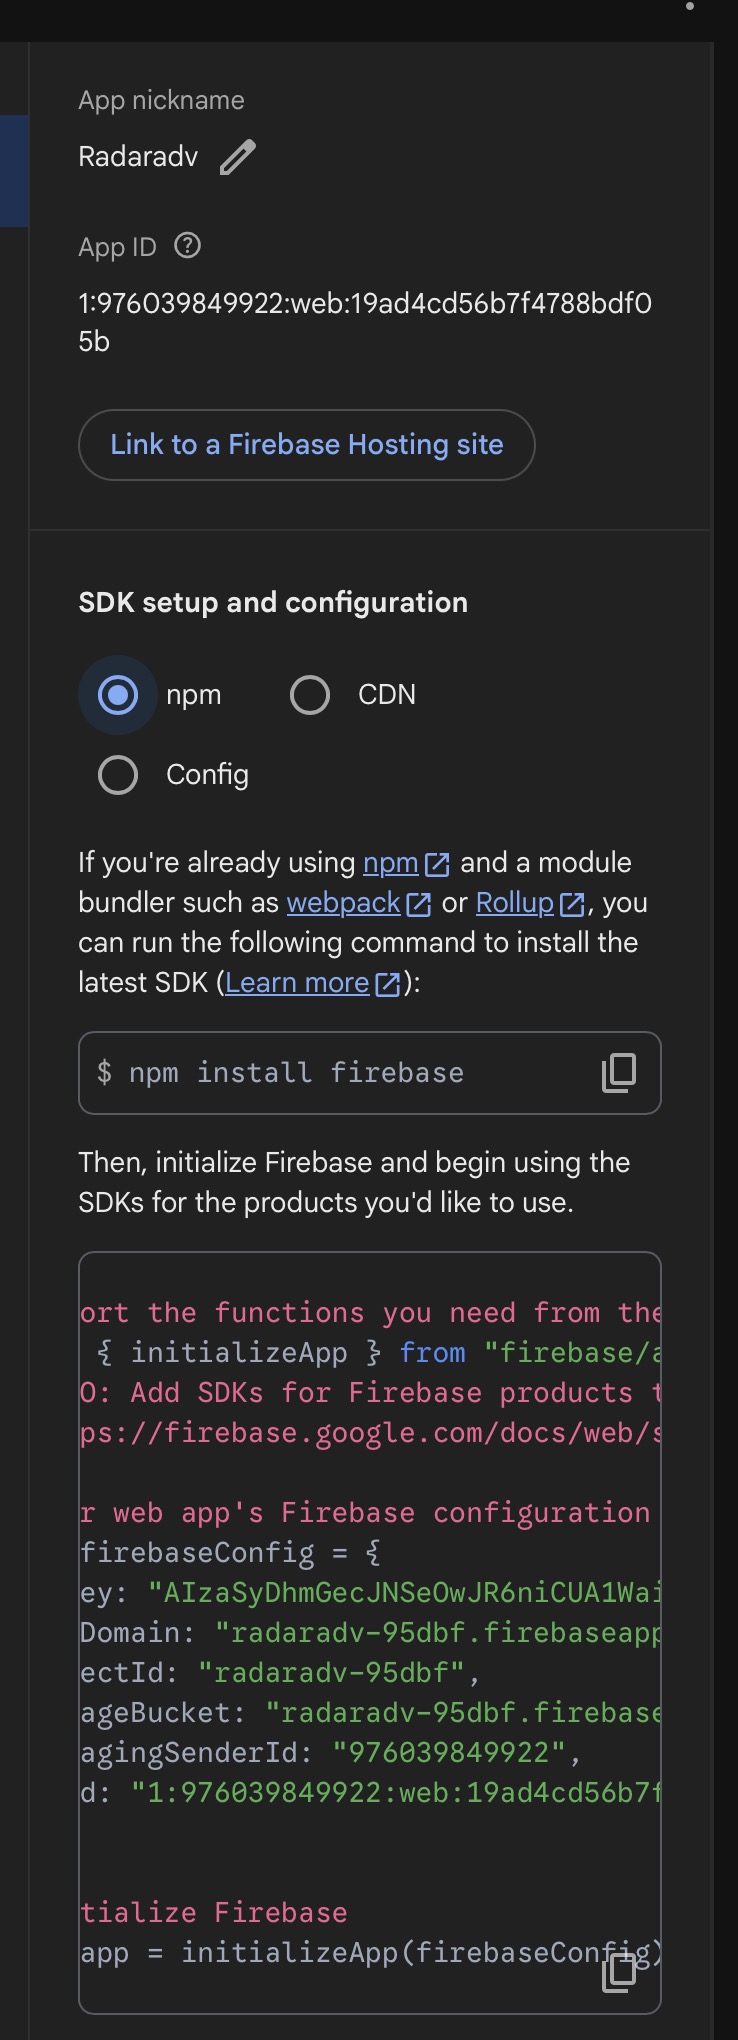 App nickname
Radaradv
App ID
1:976039849922:web:19ad4cd56b7f4788bdf0
5b
Link to a Firebase Hosting site
SDK setup and configuration
npm CDN
Config
If you're already using npm and a module
bundler such as webpack or Rollup, you
can run the following command to install the
latest SDK (Learn more):
$ npm install firebase
Then, initialize Firebase and begin using the
SDKs for the products you'd like to use.
ort the functions you need from the
{ initializeApp } from "firebase/a
O: Add SDKs for Firebase products t
ps://firebase.google.com/docs/web/s
r web app's Firebase configuration
firebaseConfig = {
ey: "AIzaSyDhmGecJNSeOwJR6niCUA1Wai
Domain: "radaradv-95dbf.firebaseapp
ectId: "radaradv-95dbf",
ageBucket: "radaradv-95dbf.firebase
agingSenderId: "976039849922",
d: "1:976039849922:web:19ad4cd56b7f
tialize Firebase
app = initializeApp(firebaseConfig)